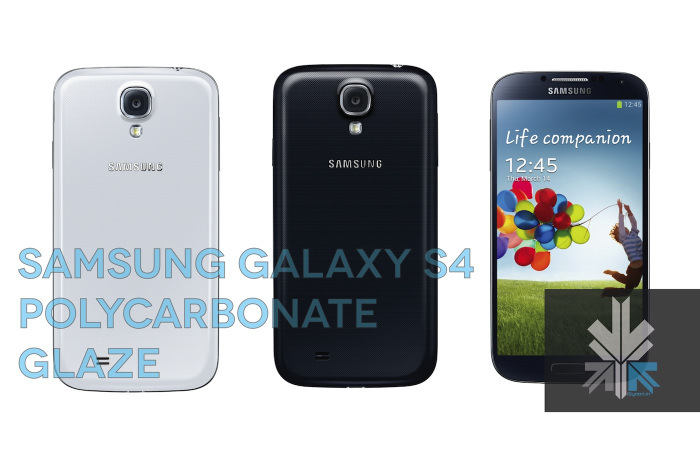 SAMSUNG
SAMSUNG
SAMSUNG
12:45
Life companion
12:45
Thu, March 14
SAMSUNG GALAXY S4
POLYCARBONATE
GLAZE